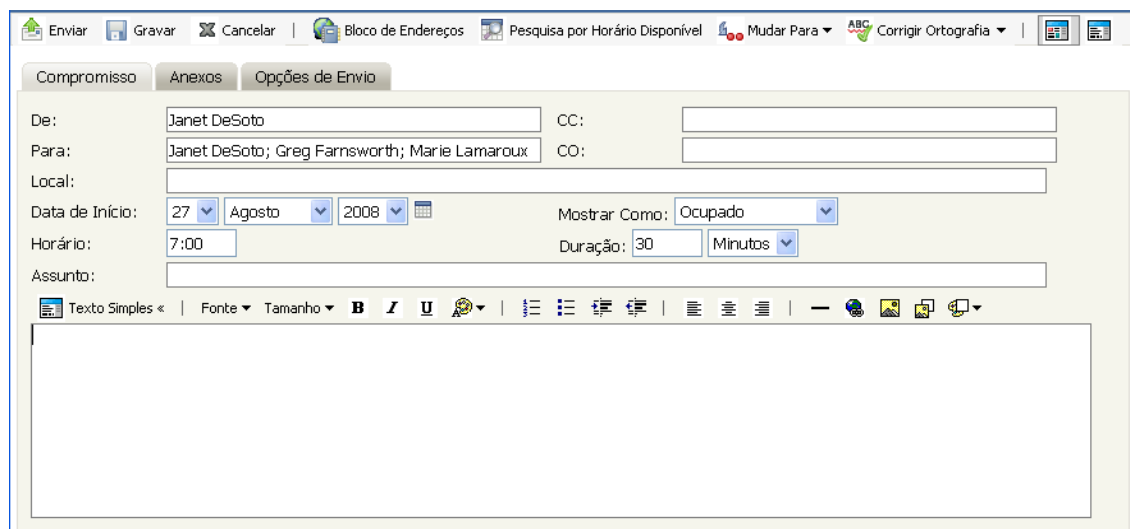 Enviar Gravar Cancelar | Bloco de Endereços Pesquisa por Horário Disponível Mudar Para ABC Corrigir Ortografia |
Compromisso Anexos Opções de Envio
De: Janet DeSoto CC:
Para: Janet DeSoto; Greg Farnsworth; Marie Lamaroux CO:
Local:
Data de Início: 27 Agosto 2008 Mostrar Como: Ocupado
Horário: 7:00 Duração: 30 Minutos
Assunto:
Texto Simples « | Fonte Tamanho B I U | | |